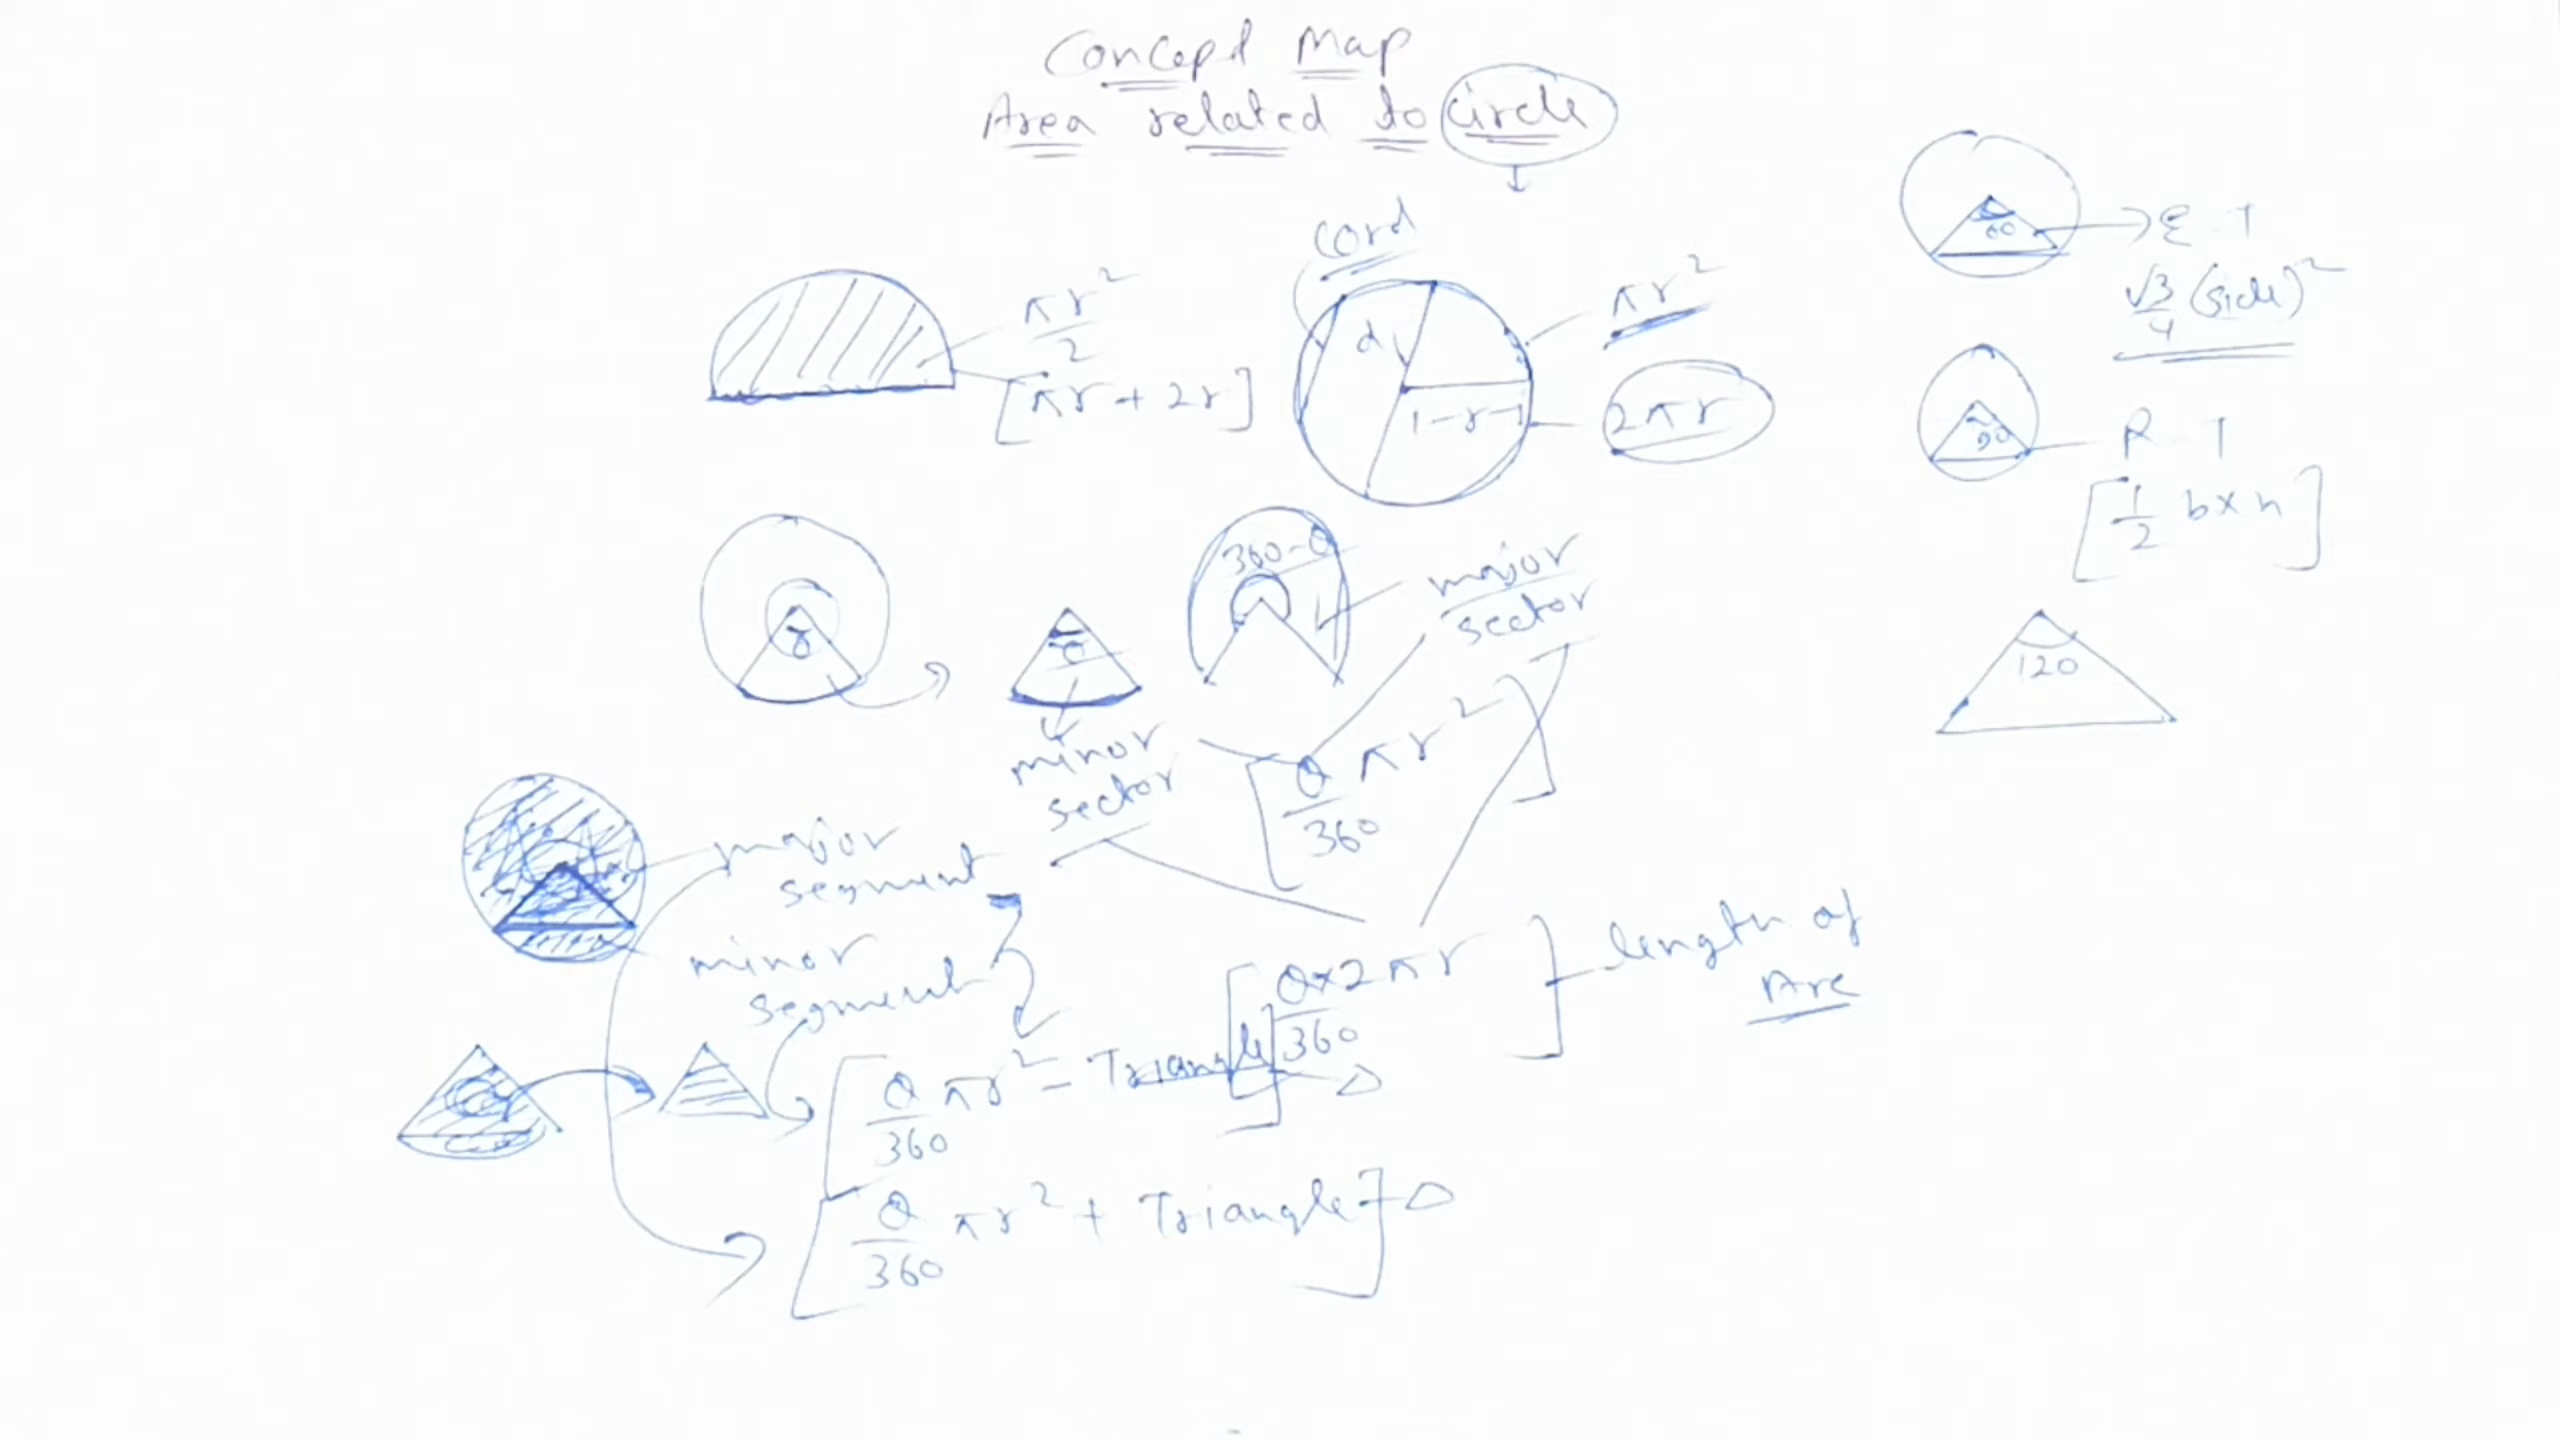 Concept Map
Area related to circle
cord
πr²/2
[πr + 2r]
d
1-r-1
πr²
2πr
60
E-T
√3/4 (side)²
90
R-T
[1/2 b×h]
120
θ
360-θ
major
sector
minor
sector
[θ/360 πr²]
major
segment
minor
segment
[θ×2πr/360]
length of
Arc
[θ/360 πr² - Triangle] △
[θ/360 πr² + Triangle] △